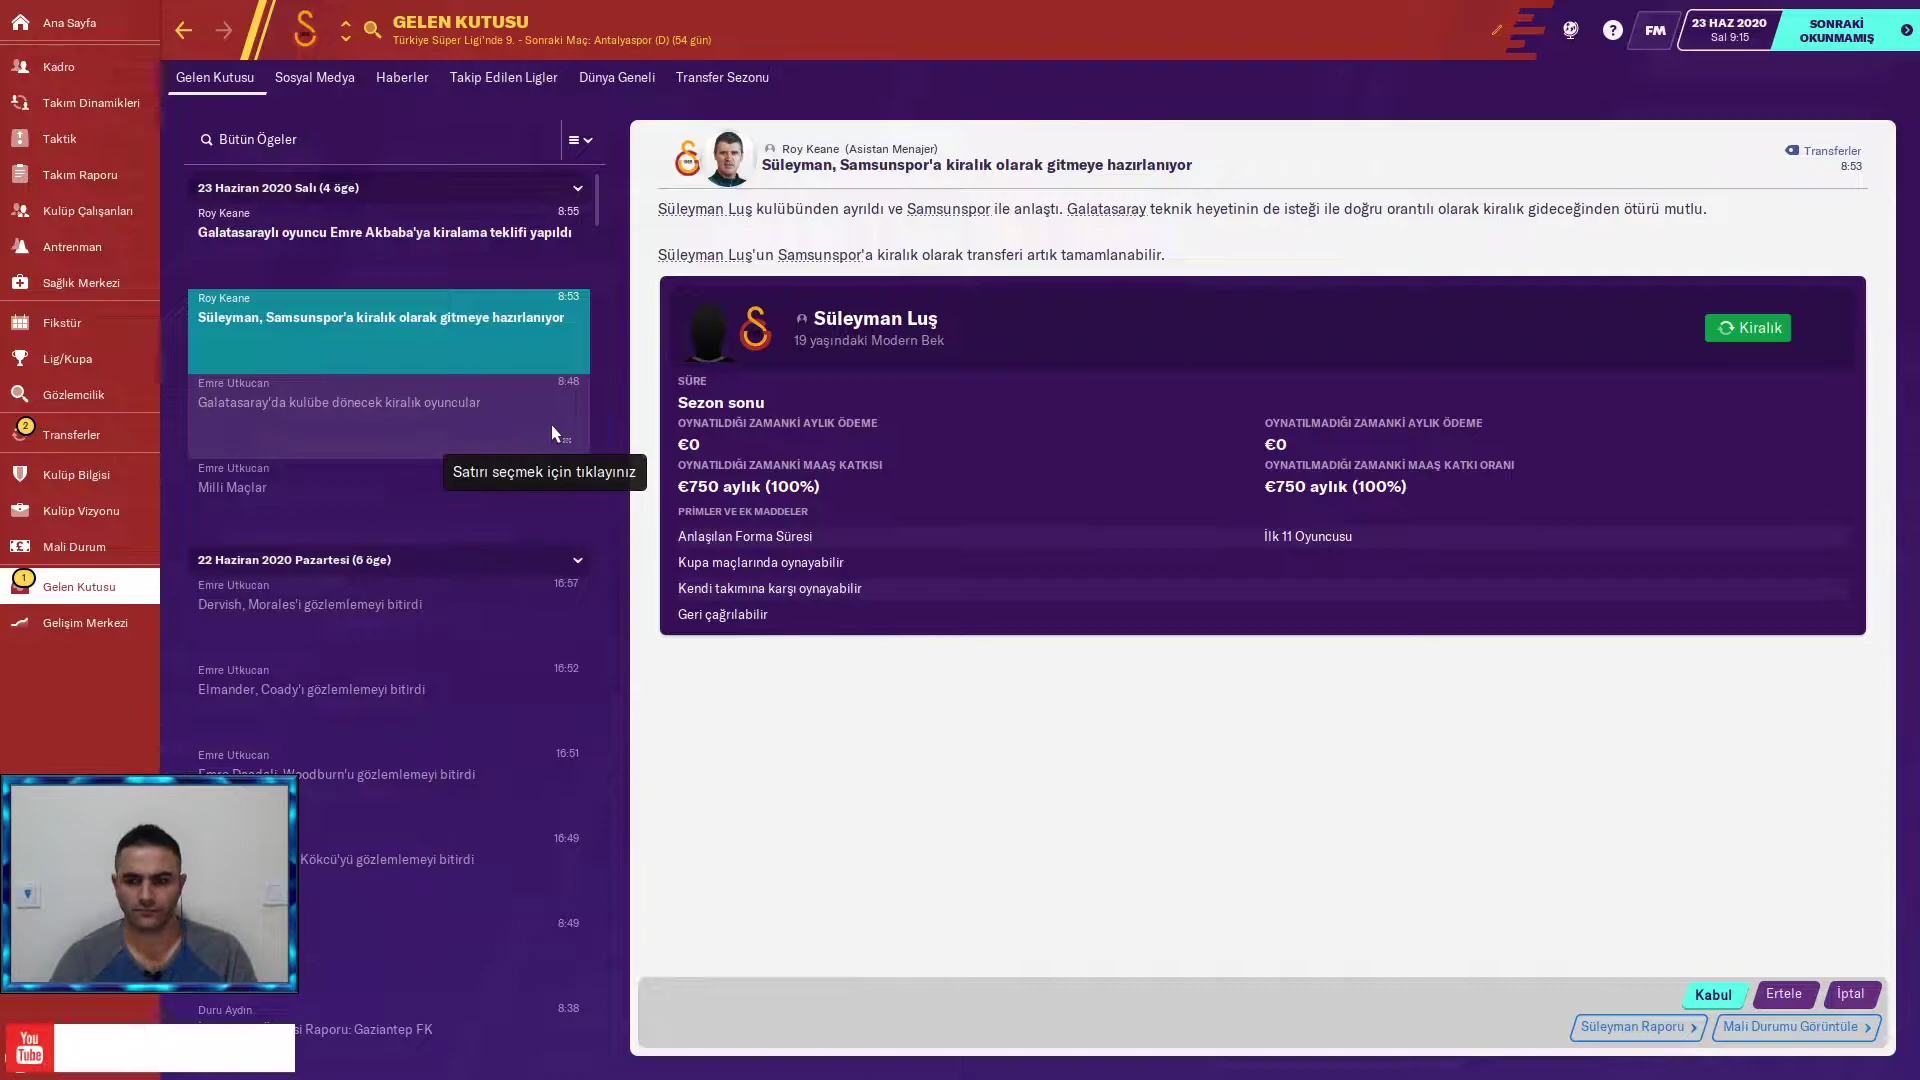 Ana Sayfa
Kadro
Takım Dinamikleri
Taktik
Takım Raporu
Kulüp Çalışanları
Antrenman
Sağlık Merkezi
Fikstür
Lig/Kupa
Gözlemcilik
2
Transferler
Kulüp Bilgisi
Kulüp Vizyonu
Mali Durum
1
Gelen Kutusu
Gelişim Merkezi
GELEN KUTUSU
Türkiye Süper Ligi'nde 9. - Sonraki Maç: Antalyaspor (D) (54 gün)
FM
23 HAZ 2020
Sal 9:15
SONRAKİ
OKUNMAMIŞ
Gelen Kutusu
Sosyal Medya
Haberler
Takip Edilen Ligler
Dünya Geneli
Transfer Sezonu
Bütün Ögeler
23 Haziran 2020 Salı (4 öge)
Roy Keane 8:55
Galatasaraylı oyuncu Emre Akbaba'ya kiralama teklifi yapıldı
Roy Keane 8:53
Süleyman, Samsunspor'a kiralık olarak gitmeye hazırlanıyor
Emre Utkucan 8:48
Galatasaray'da kulübe dönecek kiralık oyuncular
Satırı seçmek için tıklayınız
Emre Utkucan
Milli Maçlar
22 Haziran 2020 Pazartesi (6 öge)
Emre Utkucan 16:57
Dervish, Morales'i gözlemlemeyi bitirdi
Emre Utkucan 16:52
Elmander, Coady'ı gözlemlemeyi bitirdi
Emre Utkucan 16:51
Woodburn'u gözlemlemeyi bitirdi
16:49
Kökcü'yü gözlemlemeyi bitirdi
8:49
Duru Aydın 8:38
Raporu: Gaziantep FK
You
Tube
Roy Keane (Asistan Menajer)
Süleyman, Samsunspor'a kiralık olarak gitmeye hazırlanıyor
Transferler
8:53
Süleyman Luş kulübünden ayrıldı ve Samsunspor ile anlaştı. Galatasaray teknik heyetinin de isteği ile doğru orantılı olarak kiralık gideceğinden ötürü mutlu.
Süleyman Luş'un Samsunspor'a kiralık olarak transferi artık tamamlanabilir.
Süleyman Luş
19 yaşındaki Modern Bek
Kiralık
SÜRE
Sezon sonu
OYNATILDIĞI ZAMANKİ AYLIK ÖDEME
€0
OYNATILMADIĞI ZAMANKİ AYLIK ÖDEME
€0
OYNATILDIĞI ZAMANKİ MAAŞ KATKISI
€750 aylık (100%)
OYNATILMADIĞI ZAMANKİ MAAŞ KATKI ORANI
€750 aylık (100%)
PRİMLER VE EK MADDELER
Anlaşılan Forma Süresi
İlk 11 Oyuncusu
Kupa maçlarında oynayabilir
Kendi takımına karşı oynayabilir
Geri çağrılabilir
Kabul
Ertele
İptal
Süleyman Raporu
Mali Durumu Görüntüle